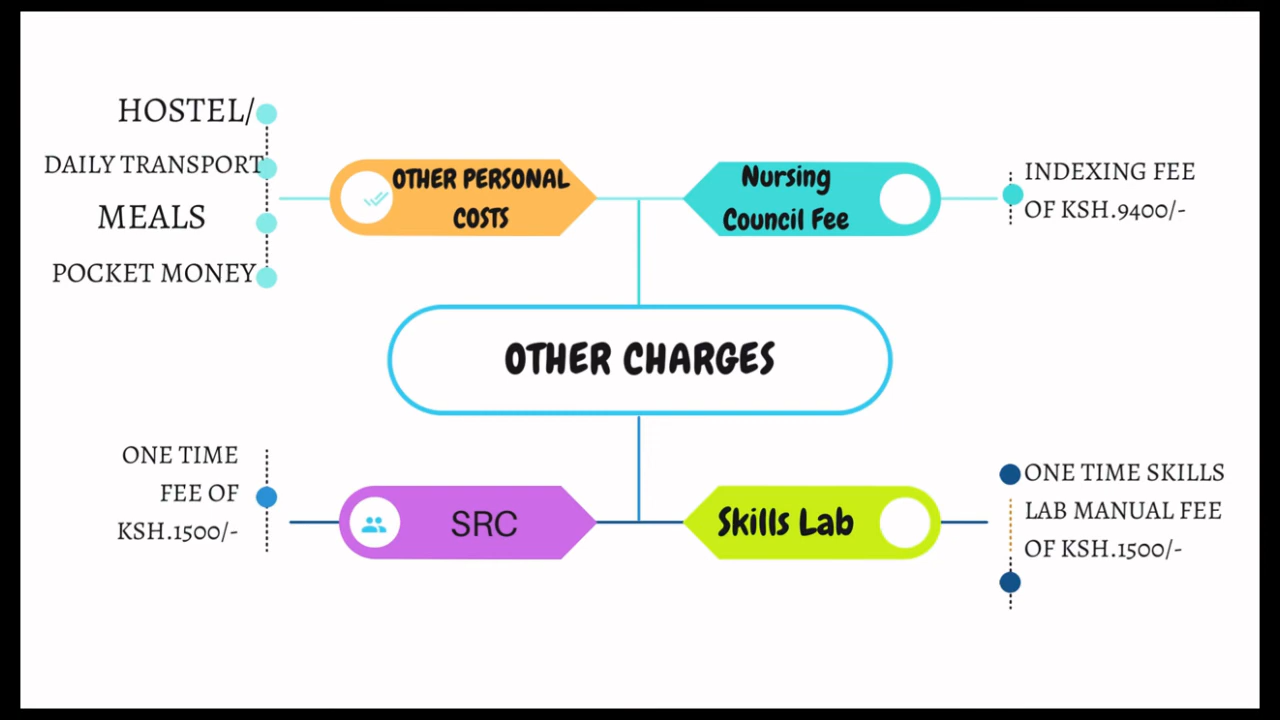 HOSTEL/
DAILY TRANSPORT
MEALS
POCKET MONEY
OTHER PERSONAL
COSTS
Nursing
Council Fee
INDEXING FEE
OF KSH.9400/-
OTHER CHARGES
ONE TIME
FEE OF
KSH.1500/-
SRC
Skills Lab
ONE TIME SKILLS
LAB MANUAL FEE
OF KSH.1500/-